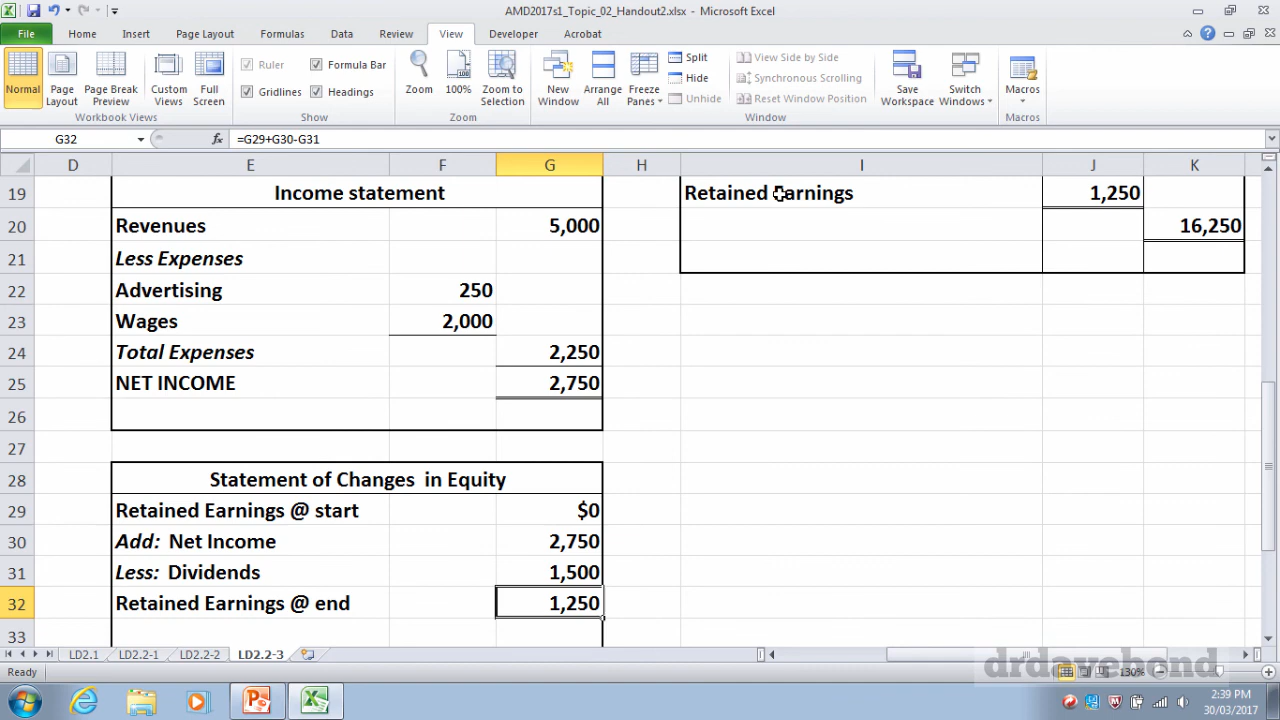 AMD2017s1_Topic_02_Handout2.xlsx - Microsoft Excel
File Home Insert Page Layout Formulas Data Review View Developer Acrobat
Normal Page Layout Page Break Preview Custom Views Full Screen
Workbook Views
Ruler Formula Bar
Gridlines Headings
Show
Zoom 100% Zoom to Selection
Zoom
New Window Arrange All Freeze Panes
Split
Hide
Unhide
View Side by Side
Synchronous Scrolling
Reset Window Position
Window
Save Workspace Switch Windows
Macros
Macros
G32 fx =G29+G30-G31
D E F G H I J K
19 Income statement Retained Earnings 1,250
20 Revenues 5,000 16,250
21 Less Expenses
22 Advertising 250
23 Wages 2,000
24 Total Expenses 2,250
25 NET INCOME 2,750
26
27
28 Statement of Changes in Equity
29 Retained Earnings @ start $0
30 Add: Net Income 2,750
31 Less: Dividends 1,500
32 Retained Earnings @ end 1,250
33
LD2.1 LD2.2-1 LD2.2-2 LD2.2-3
Ready 130%
drdavebond
2:39 PM
30/03/2017